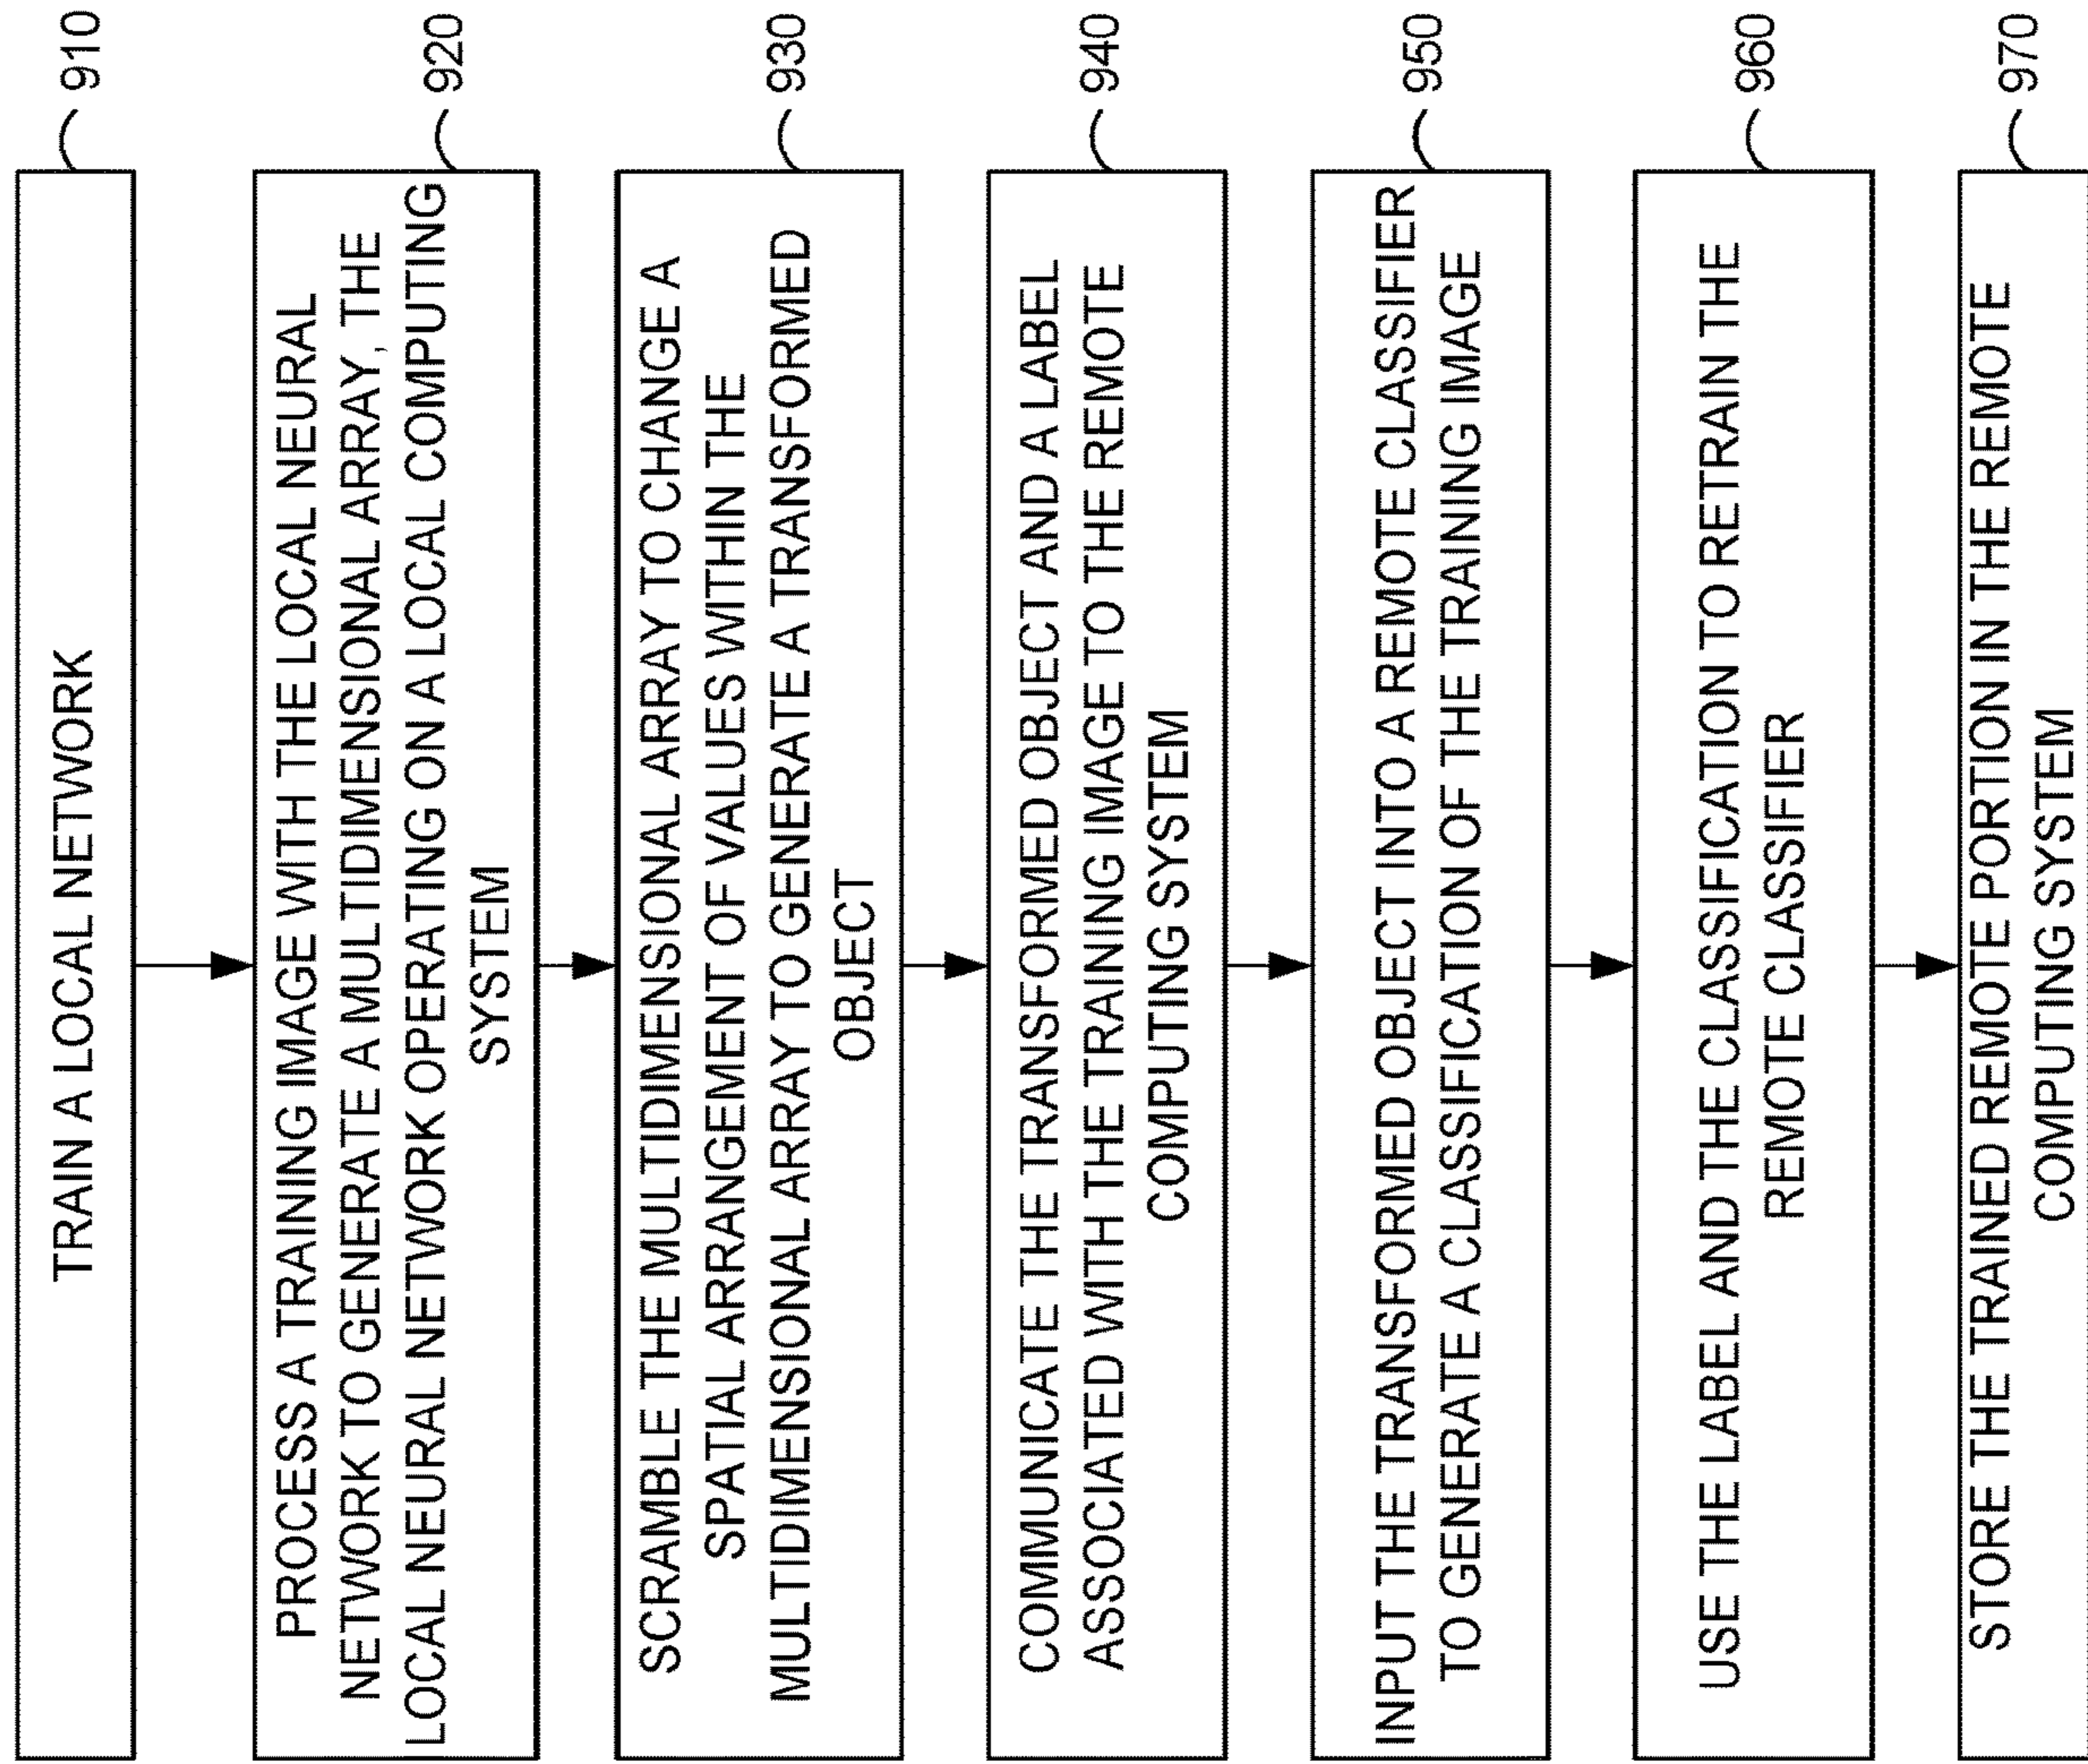 TRAIN A LOCAL NETWORK
910
PROCESS A TRAINING IMAGE WITH THE LOCAL NEURAL
NETWORK TO GENERATE A MULTIDIMENSIONAL ARRAY, THE
LOCAL NEURAL NETWORK OPERATING ON A LOCAL COMPUTING
SYSTEM
920
SCRAMBLE THE MULTIDIMENSIONAL ARRAY TO CHANGE A
SPATIAL ARRANGEMENT OF VALUES WITHIN THE
MULTIDIMENSIONAL ARRAY TO GENERATE A TRANSFORMED
OBJECT
930
COMMUNICATE THE TRANSFORMED OBJECT AND A LABEL
ASSOCIATED WITH THE TRAINING IMAGE TO THE REMOTE
COMPUTING SYSTEM
940
INPUT THE TRANSFORMED OBJECT INTO A REMOTE CLASSIFIER
TO GENERATE A CLASSIFICATION OF THE TRAINING IMAGE
950
USE THE LABEL AND THE CLASSIFICATION TO RETRAIN THE
REMOTE CLASSIFIER
960
STORE THE TRAINED REMOTE PORTION IN THE REMOTE
COMPUTING SYSTEM
970